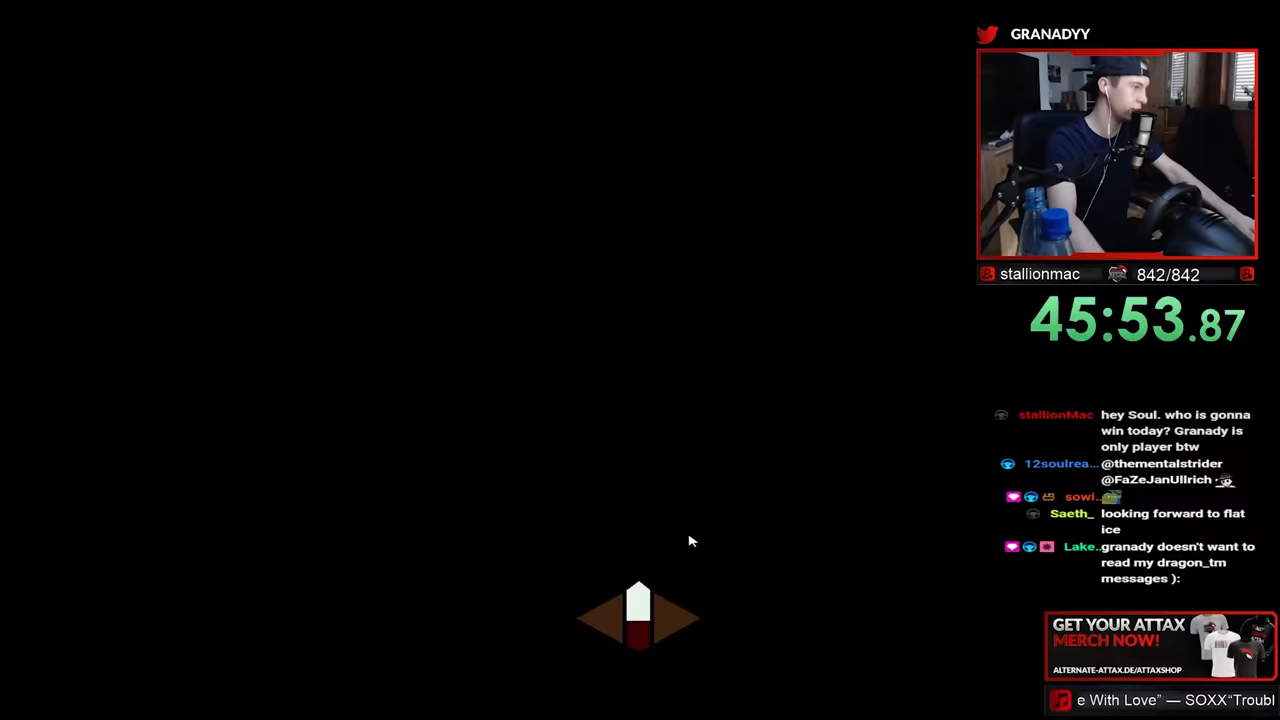 GRANADYY
stallionmac 842/842
45:53.87
stallionMac hey Soul. who is gonna
win today? Granady is
only player btw
12soulrea... @thementalstrider
@FaZeJanUllrich
sowi..
Saeth_ looking forward to flat
ice
Lake.. granady doesn't want to
read my dragon_tm
messages ):
GET YOUR ATTAX
MERCH NOW!
ALTERNATE-ATTAX.DE/ATTAXSHOP
e With Love” — SOXX“Troubl